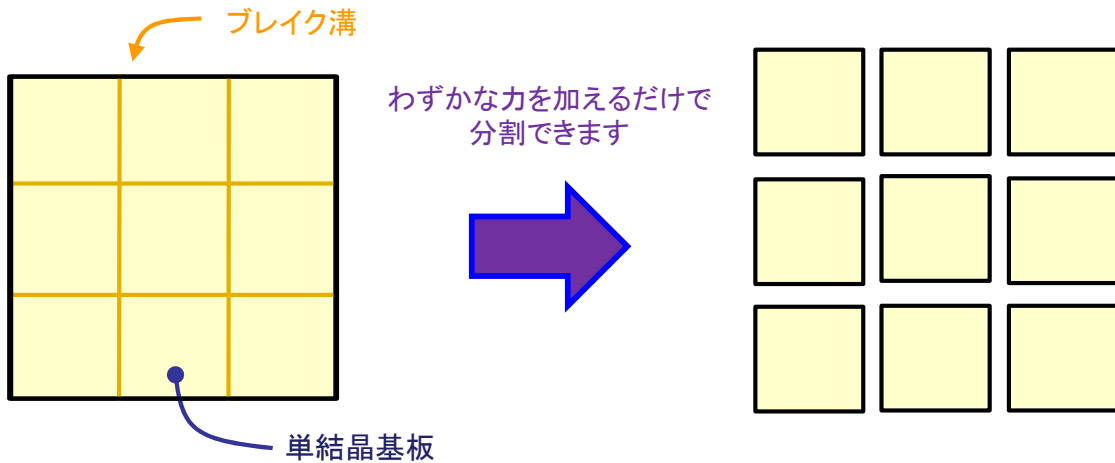 ブレイク溝
わずかな力を加えるだけで
分割できます
単結晶基板